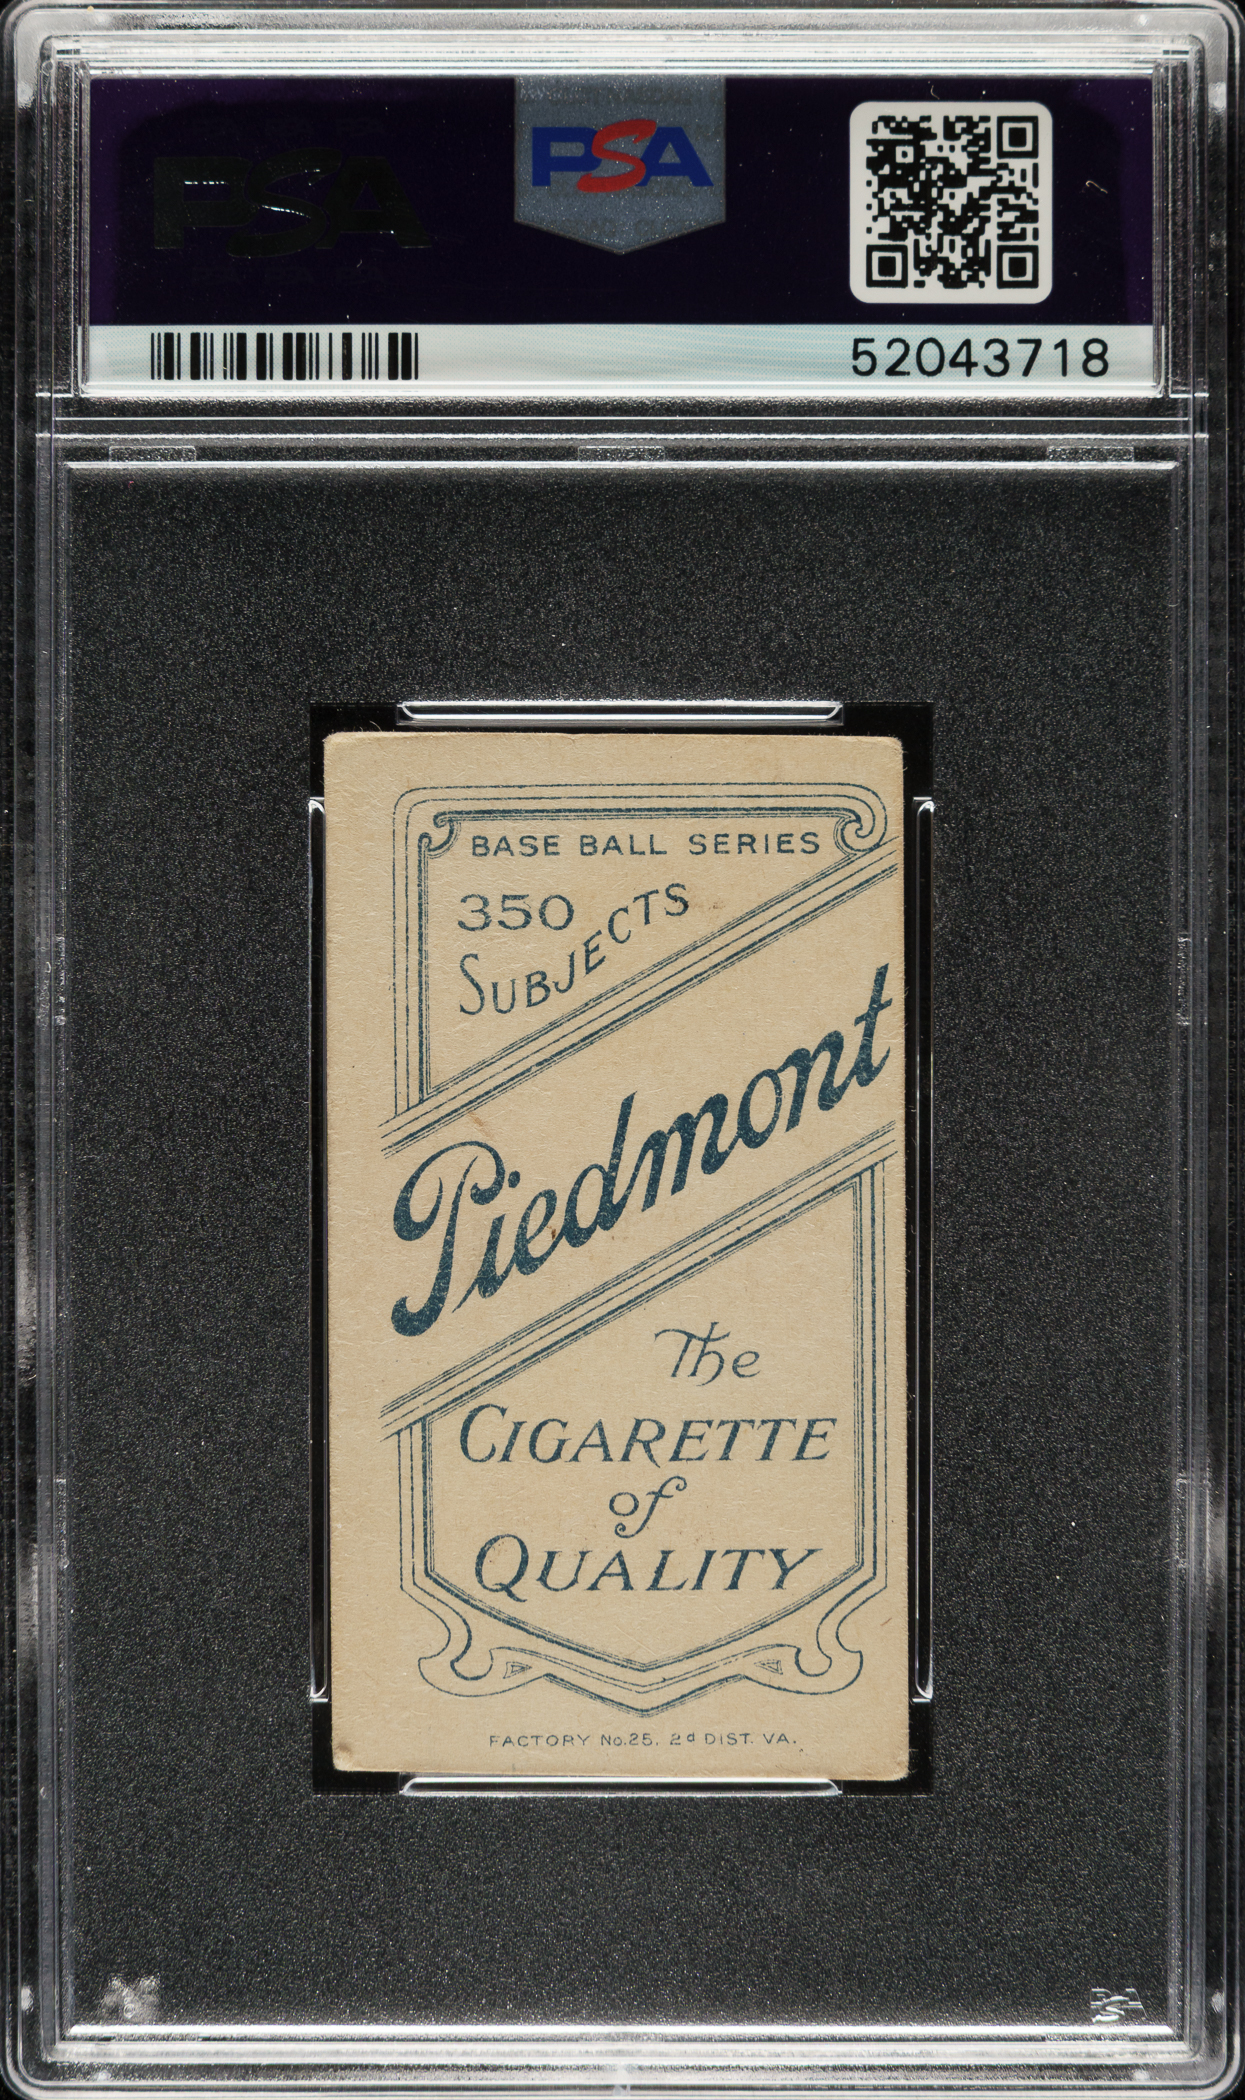 PSA
PSA
52043718
BASE BALL SERIES
350
SUBJECTS
Piedmont
The
CIGARETTE
of
QUALITY
FACTORY No.25. 2d DIST. VA.
PSA